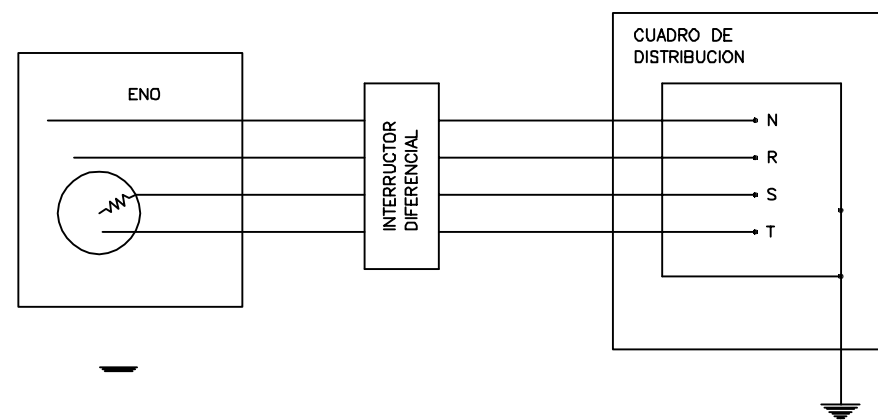 CUADRO DE
DISTRIBUCION
ENO
INTERRUCTOR
DIFERENCIAL
N
R
S
T